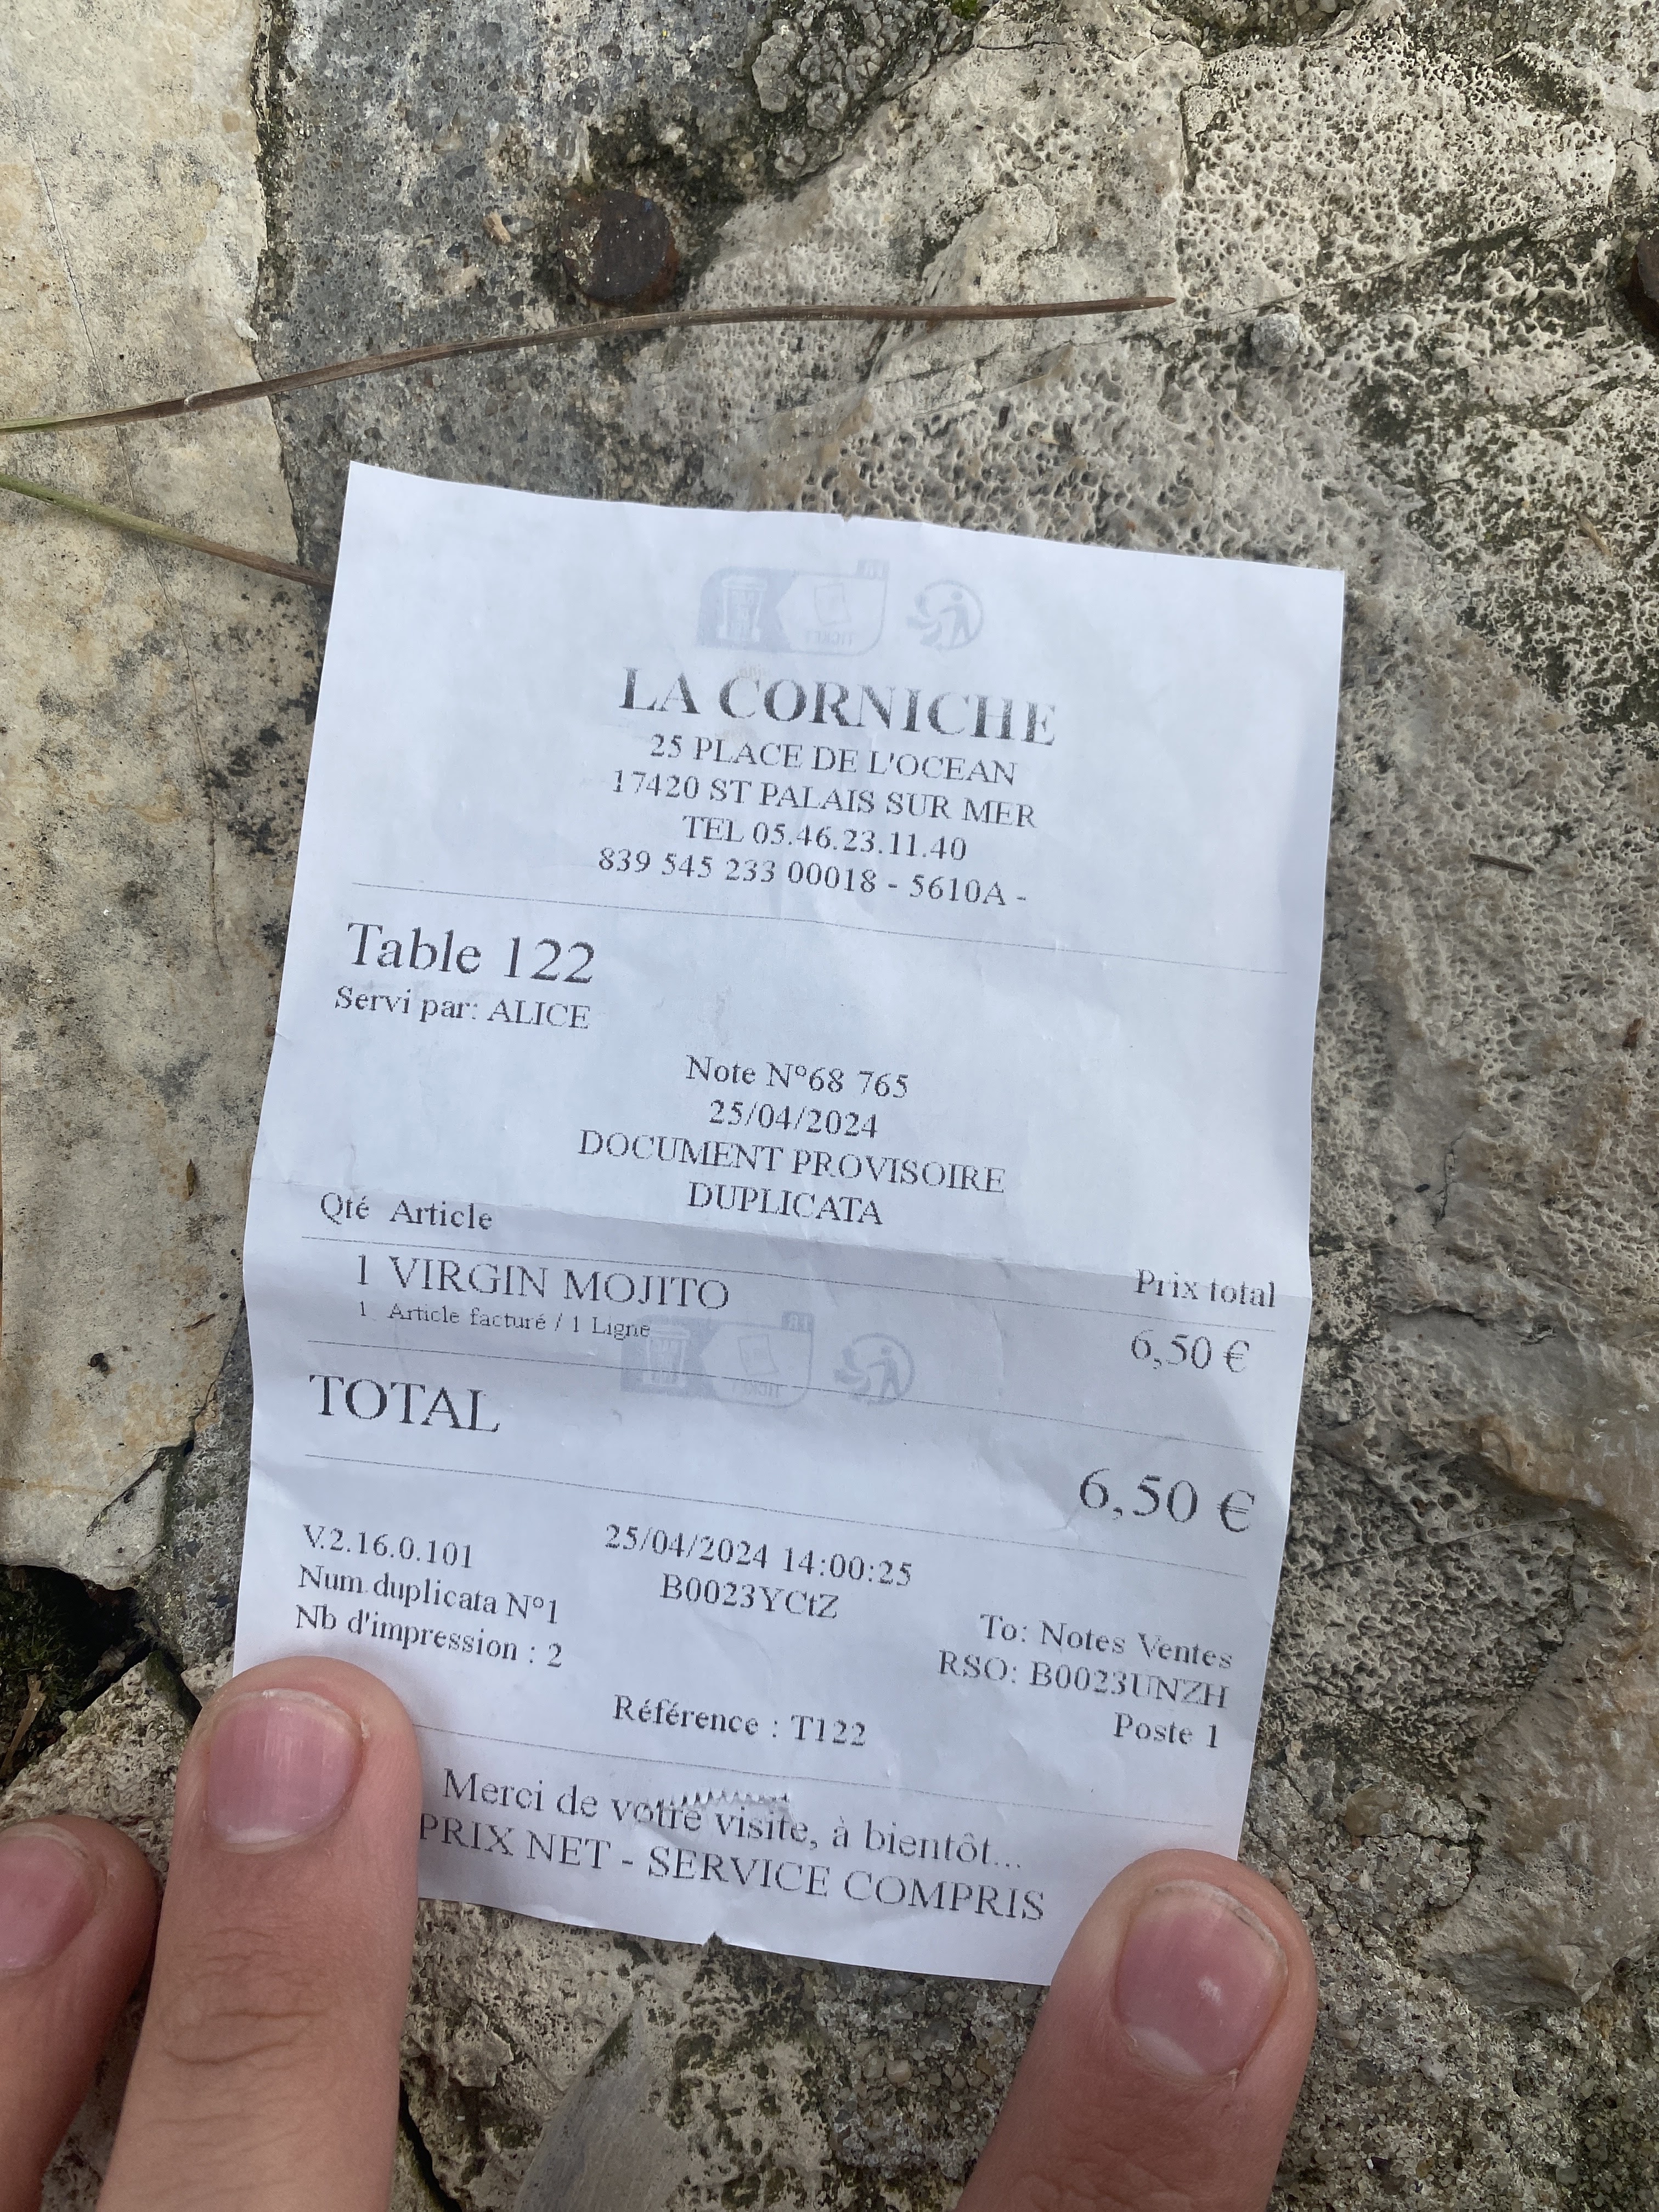 LA CORNICHE
25 PLACE DE L'OCEAN
17420 ST PALAIS SUR MER
TEL 05.46.23.11.40
839 545 233 00018 - 5610A -
Table 122
Servi par: ALICE
Note N°68 765
25/04/2024
DOCUMENT PROVISOIRE
DUPLICATA
Qté Article Prix total
1 VIRGIN MOJITO 6,50 €
1 Article facturé / 1 Ligne
TOTAL 6,50 €
V.2.16.0.101 25/04/2024 14:00:25 To: Notes Ventes
Num.duplicata N°1 B0023YCtZ RSO: B0023UNZH
Nb d'impression : 2 Poste 1
Référence : T122
Merci de votre visite, à bientôt...
PRIX NET - SERVICE COMPRIS